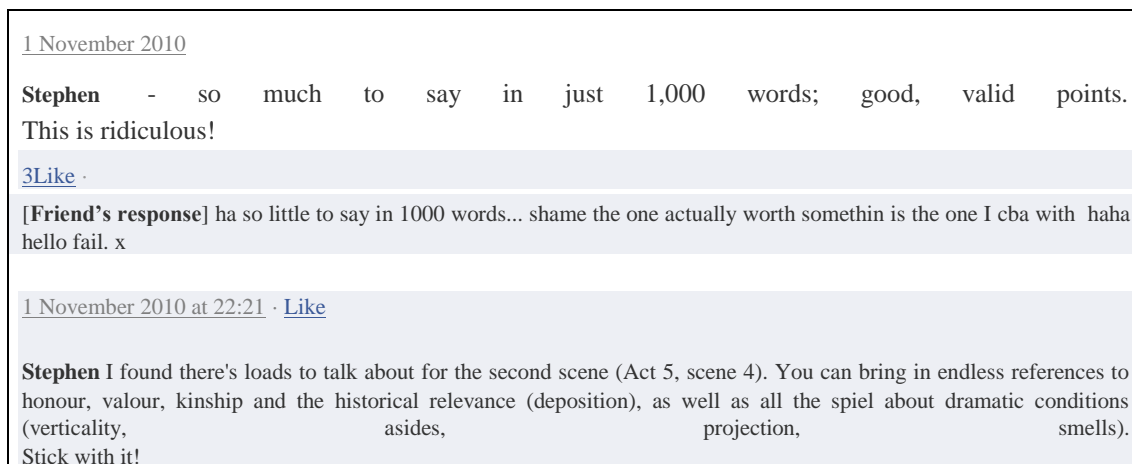 1 November 2010
Stephen - so much to say in just 1,000 words; good, valid points.
This is ridiculous!
3Like ·
[Friend's response] ha so little to say in 1000 words... shame the one actually worth somethin is the one I cba with haha
hello fail. x
1 November 2010 at 22:21 · Like
Stephen I found there's loads to talk about for the second scene (Act 5, scene 4). You can bring in endless references to
honour, valour, kinship and the historical relevance (deposition), as well as all the spiel about dramatic conditions
(verticality, asides, projection, smells).
Stick with it!